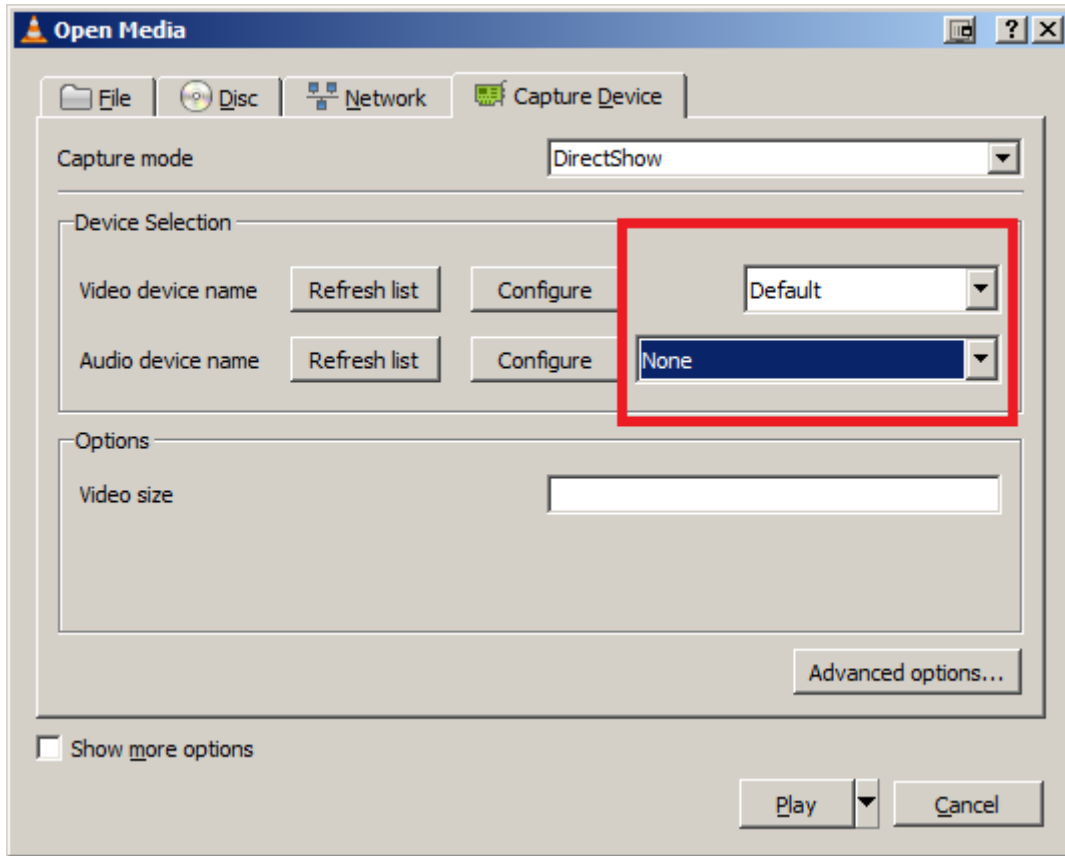 Open Media
File Disc Network Capture Device
Capture mode DirectShow
Device Selection
Video device name Refresh list Configure Default
Audio device name Refresh list Configure None
Options
Video size
Advanced options...
Show more options
Play Cancel